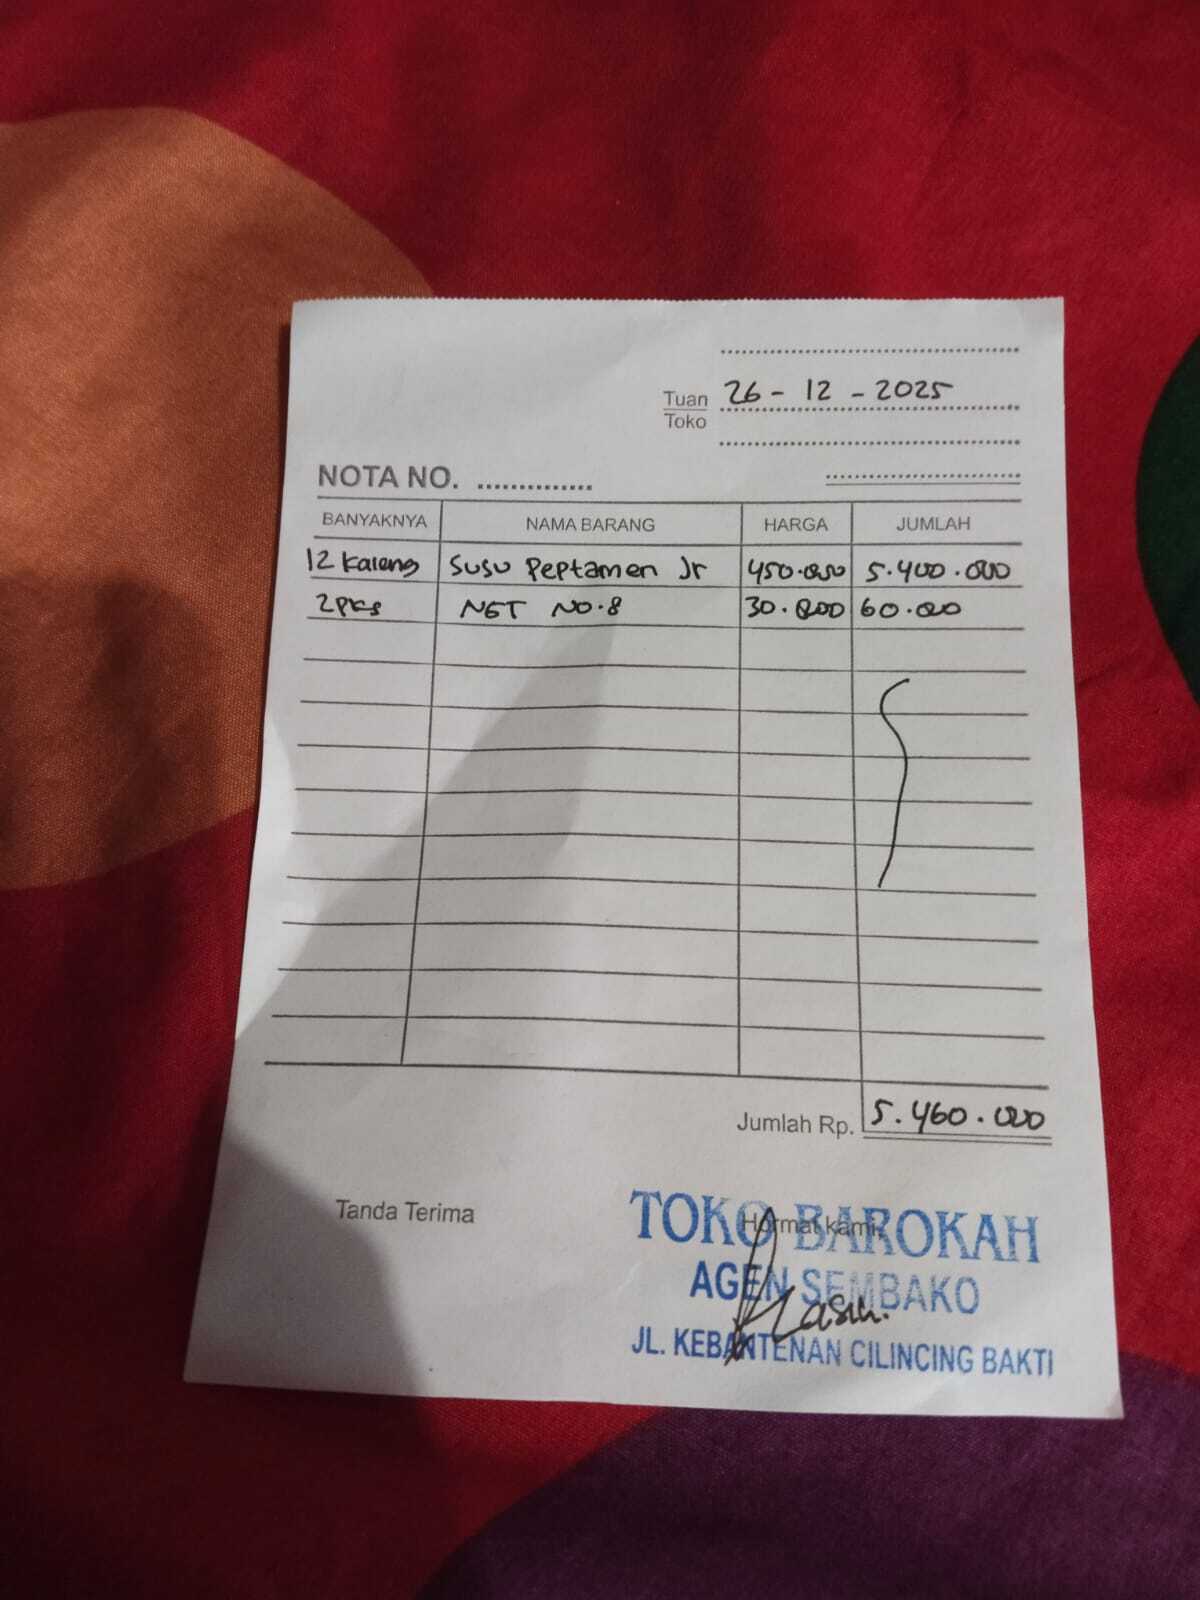 Tuan 26 - 12 - 2025
Toko
NOTA NO. ..............
BANYAKNYA NAMA BARANG HARGA JUMLAH
12 Kaleng Susu Peptamen Jr 450.000 5.400.000
2 pks NGT NO.8 30.000 60.000
Jumlah Rp. 5.460.000
Tanda Terima Hormat kami,
TOKO BAROKAH
AGEN SEMBAKO
JL. KEBANTENAN CILINCING BAKTI